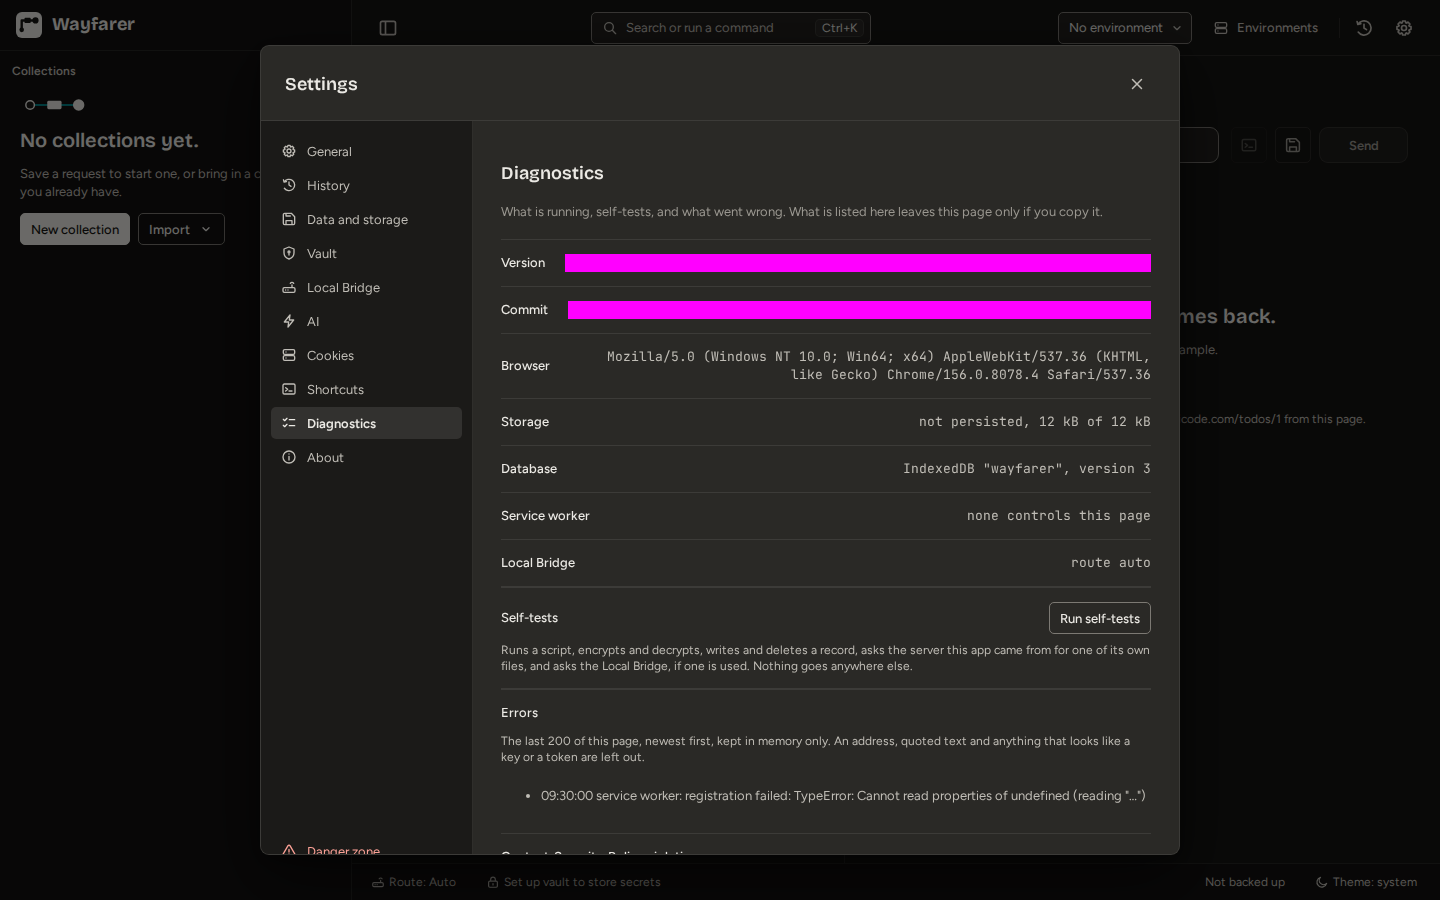 Wayfarer
Search or run a command
Ctrl+K
No environment
Environments
Collections
No collections yet.
Save a request to start one, or bring in a c
you already have.
New collection
Import
Send
mes back.
ample.
code.com/todos/1 from this page.
Settings
General
History
Data and storage
Vault
Local Bridge
AI
Cookies
Shortcuts
Diagnostics
About
Danger zone
Diagnostics
What is running, self-tests, and what went wrong. What is listed here leaves this page only if you copy it.
Version
Commit
Browser
Mozilla/5.0 (Windows NT 10.0; Win64; x64) AppleWebKit/537.36 (KHTML,
like Gecko) Chrome/156.0.8078.4 Safari/537.36
Storage
not persisted, 12 kB of 12 kB
Database
IndexedDB "wayfarer", version 3
Service worker
none controls this page
Local Bridge
route auto
Self-tests
Run self-tests
Runs a script, encrypts and decrypts, writes and deletes a record, asks the server this app came from for one of its own
files, and asks the Local Bridge, if one is used. Nothing goes anywhere else.
Errors
The last 200 of this page, newest first, kept in memory only. An address, quoted text and anything that looks like a
key or a token are left out.
• 09:30:00 service worker: registration failed: TypeError: Cannot read properties of undefined (reading "…")
Route: Auto
Set up vault to store secrets
Not backed up
Theme: system